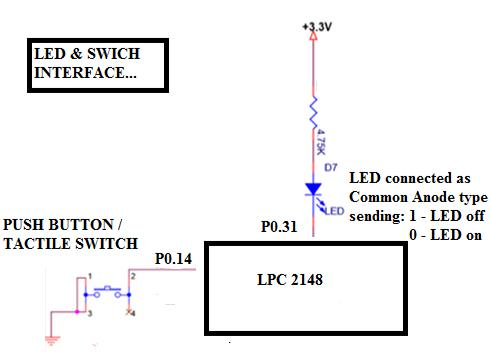 +3.3V
LED & SWICH
INTERFACE...
4.75K
D7
LED
LED connected as
Common Anode type
sending: 1 - LED off
0 - LED on
P0.31
PUSH BUTTON /
TACTILE SWITCH
P0.14
LPC 2148
1
2
3
4